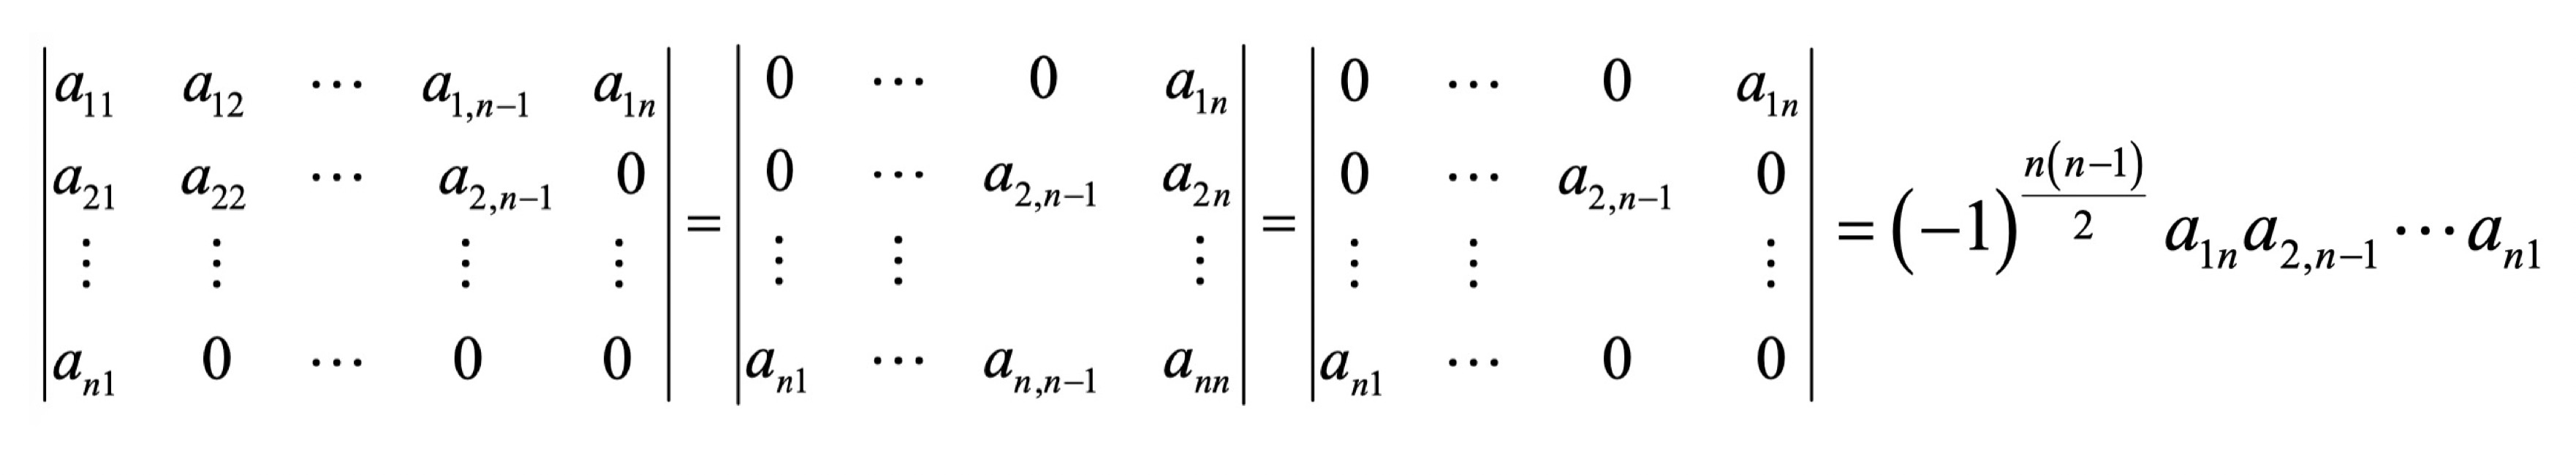 \begin{vmatrix} a_{11} & a_{12} & \cdots & a_{1,n-1} & a_{1n} \\ a_{21} & a_{22} & \cdots & a_{2,n-1} & 0 \\ \vdots & \vdots & & \vdots & \vdots \\ a_{n1} & 0 & \cdots & 0 & 0 \end{vmatrix} = \begin{vmatrix} 0 & \cdots & 0 & a_{1n} \\ 0 & \cdots & a_{2,n-1} & a_{2n} \\ \vdots & \vdots & & \vdots \\ a_{n1} & \cdots & a_{n,n-1} & a_{nn} \end{vmatrix} = \begin{vmatrix} 0 & \cdots & 0 & a_{1n} \\ 0 & \cdots & a_{2,n-1} & 0 \\ \vdots & \vdots & & \vdots \\ a_{n1} & \cdots & 0 & 0 \end{vmatrix} = (-1)^{\frac{n(n-1)}{2}} a_{1n} a_{2,n-1} \cdots a_{n1}